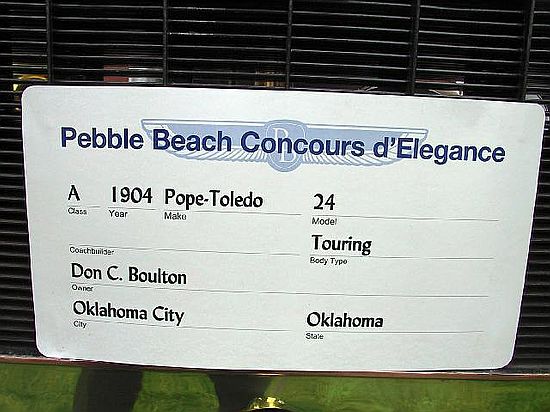 Pebble Beach Concours d'Elegance
B
A 1904 Pope-Toledo 24
Class Year Make Model
Touring
Coachbuilder Body Type
Don C. Boulton
Owner
Oklahoma City Oklahoma
City State